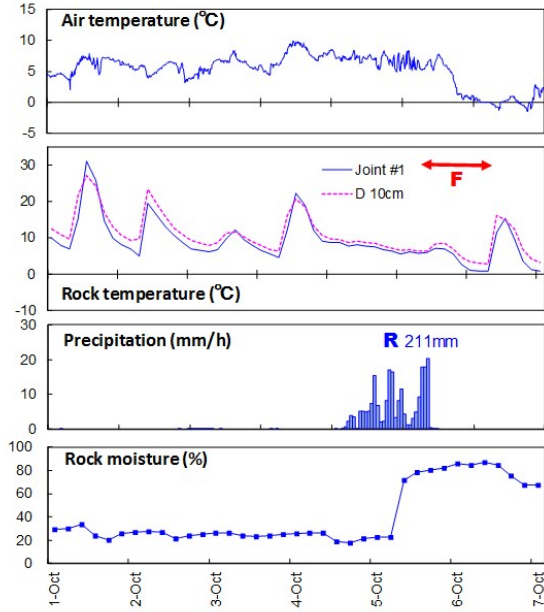 Air temperature (°C)
15
10
5
0
-5
30
20
10
0
-10
Joint #1
D 10cm
F
Rock temperature (°C)
30
20
10
0
Precipitation (mm/h)
R 211mm
100
80
60
40
20
0
Rock moisture (%)
1-Oct
2-Oct
3-Oct
4-Oct
5-Oct
6-Oct
7-Oct